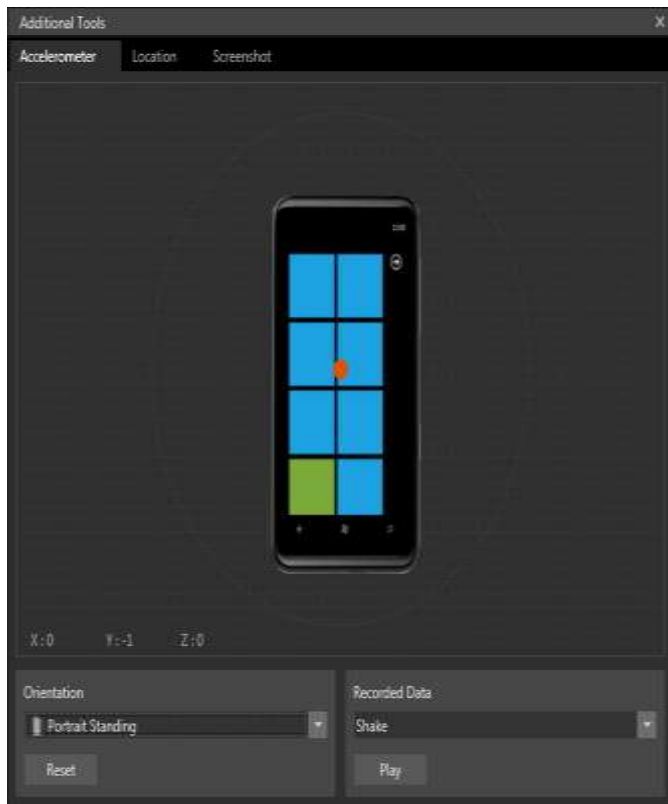 Additional Tools X
Accelerometer Location Screenshot
X:0 Y:-1 Z:0
Orientation
Portrait Standing
Reset
Recorded Data
Shake
Play